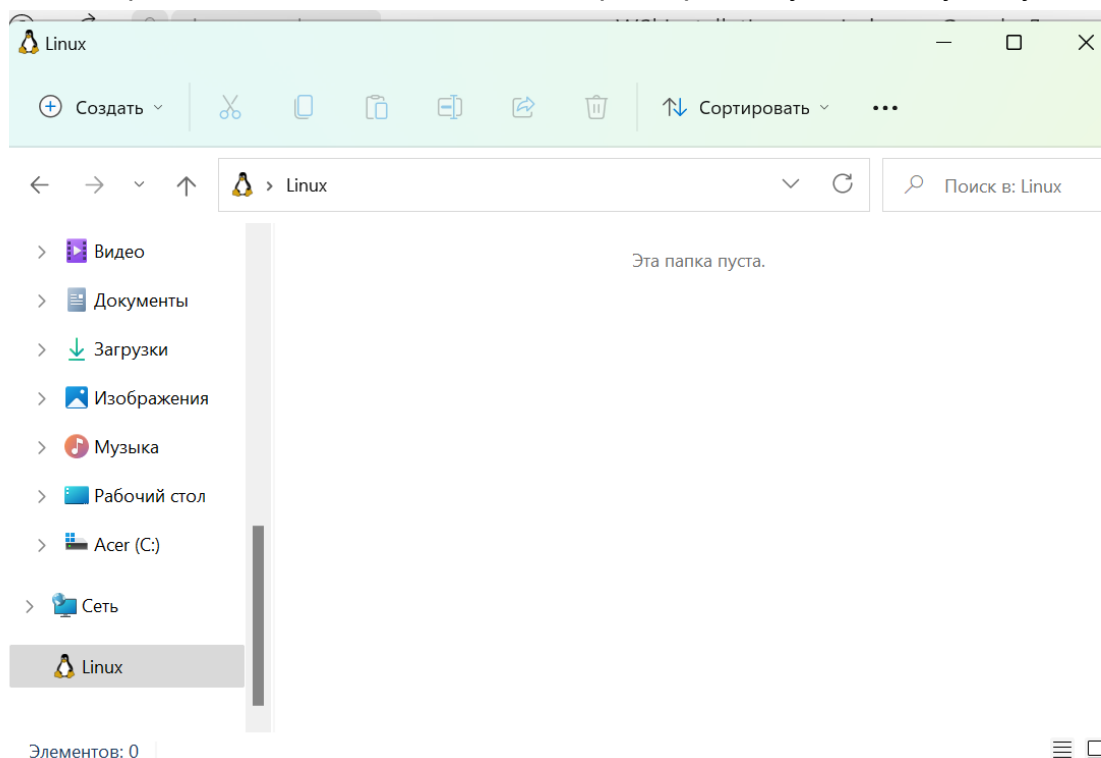 Linux
Создать
Сортировать
Linux
Поиск в: Linux
Видео
Эта папка пуста.
Документы
Загрузки
Изображения
Музыка
Рабочий стол
Acer (C:)
Сеть
Linux
Элементов: 0